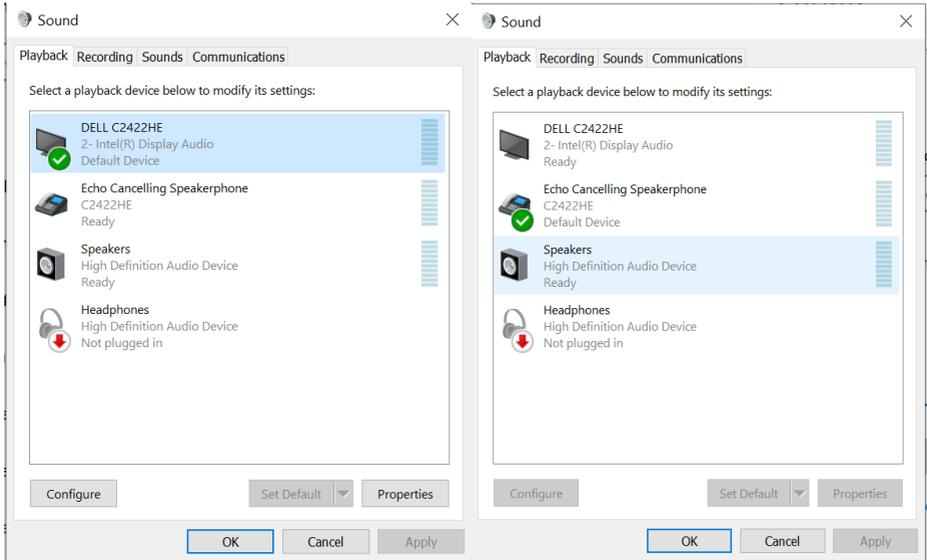 Sound
Playback Recording Sounds Communications
Select a playback device below to modify its settings:
DELL C2422HE
2- Intel(R) Display Audio
Default Device
Echo Cancelling Speakerphone
C2422HE
Ready
Speakers
High Definition Audio Device
Ready
Headphones
High Definition Audio Device
Not plugged in
Configure Set Default Properties
OK Cancel Apply
Sound
Playback Recording Sounds Communications
Select a playback device below to modify its settings:
DELL C2422HE
2- Intel(R) Display Audio
Ready
Echo Cancelling Speakerphone
C2422HE
Default Device
Speakers
High Definition Audio Device
Ready
Headphones
High Definition Audio Device
Not plugged in
Configure Set Default Properties
OK Cancel Apply